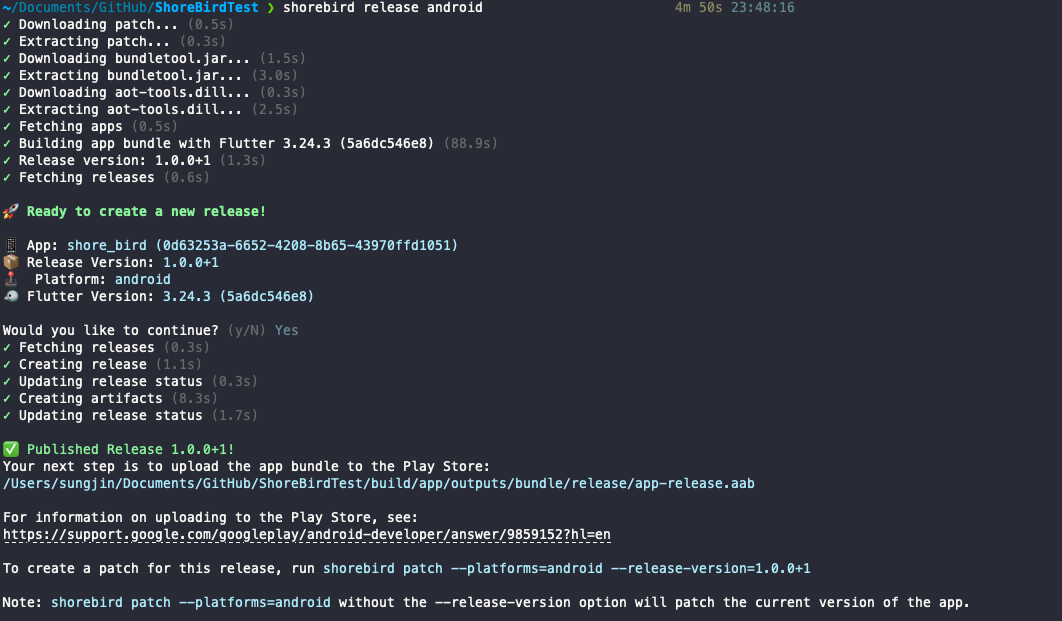 ~/Documents/GitHub/ShoreBirdTest ❯ shorebird release android 4m 50s 23:48:16
✓ Downloading patch... (0.5s)
✓ Extracting patch... (0.3s)
✓ Downloading bundletool.jar... (1.5s)
✓ Extracting bundletool.jar... (3.0s)
✓ Downloading aot-tools.dill... (0.3s)
✓ Extracting aot-tools.dill... (2.5s)
✓ Fetching apps (0.5s)
✓ Building app bundle with Flutter 3.24.3 (5a6dc546e8) (88.9s)
✓ Release version: 1.0.0+1 (1.3s)
✓ Fetching releases (0.6s)
🚀 Ready to create a new release!
📱 App: shore_bird (0d63253a-6652-4208-8b65-43970ffd1051)
📦 Release Version: 1.0.0+1
🕹️ Platform: android
🐦 Flutter Version: 3.24.3 (5a6dc546e8)
Would you like to continue? (y/N) Yes
✓ Fetching releases (0.3s)
✓ Creating release (1.1s)
✓ Updating release status (0.3s)
✓ Creating artifacts (8.3s)
✓ Updating release status (1.7s)
✅ Published Release 1.0.0+1!
Your next step is to upload the app bundle to the Play Store:
/Users/sungjin/Documents/GitHub/ShoreBirdTest/build/app/outputs/bundle/release/app-release.aab
For information on uploading to the Play Store, see:
https://support.google.com/googleplay/android-developer/answer/9859152?hl=en
To create a patch for this release, run shorebird patch --platforms=android --release-version=1.0.0+1
Note: shorebird patch --platforms=android without the --release-version option will patch the current version of the app.